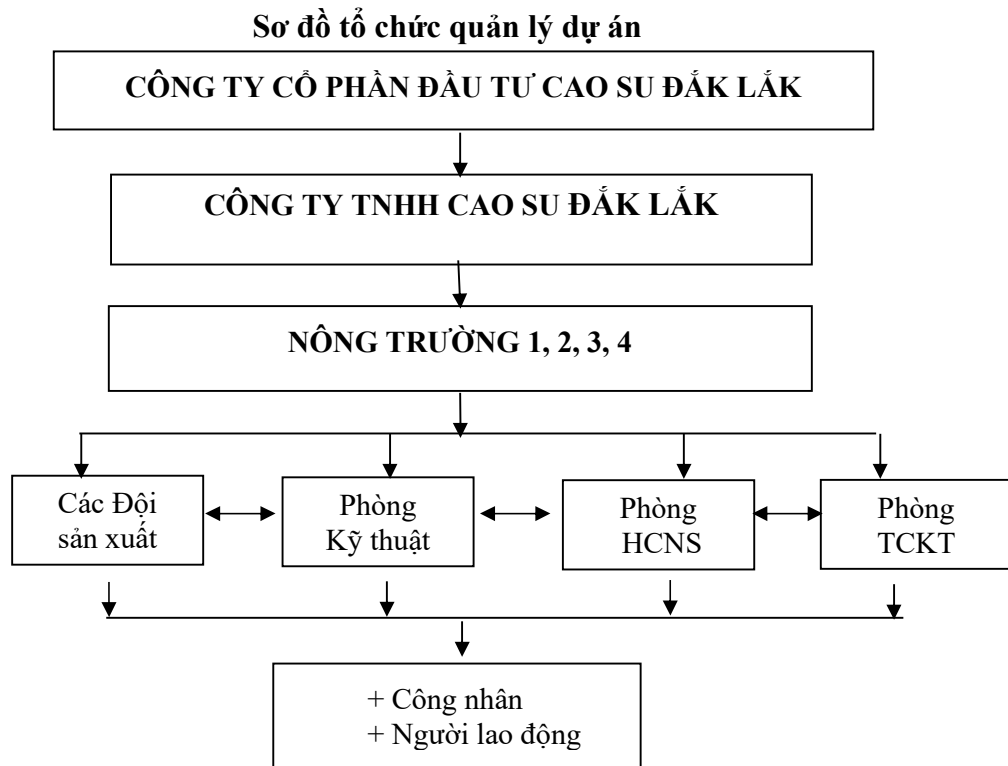 Sơ đồ tổ chức quản lý dự án
CÔNG TY CỔ PHẦN ĐẦU TƯ CAO SU ĐẮK LẮK
CÔNG TY TNHH CAO SU ĐẮK LẮK
NÔNG TRƯỜNG 1, 2, 3, 4
Các Đội
sản xuất
Phòng
Kỹ thuật
Phòng
HCNS
Phòng
TCKT
+ Công nhân
+ Người lao động